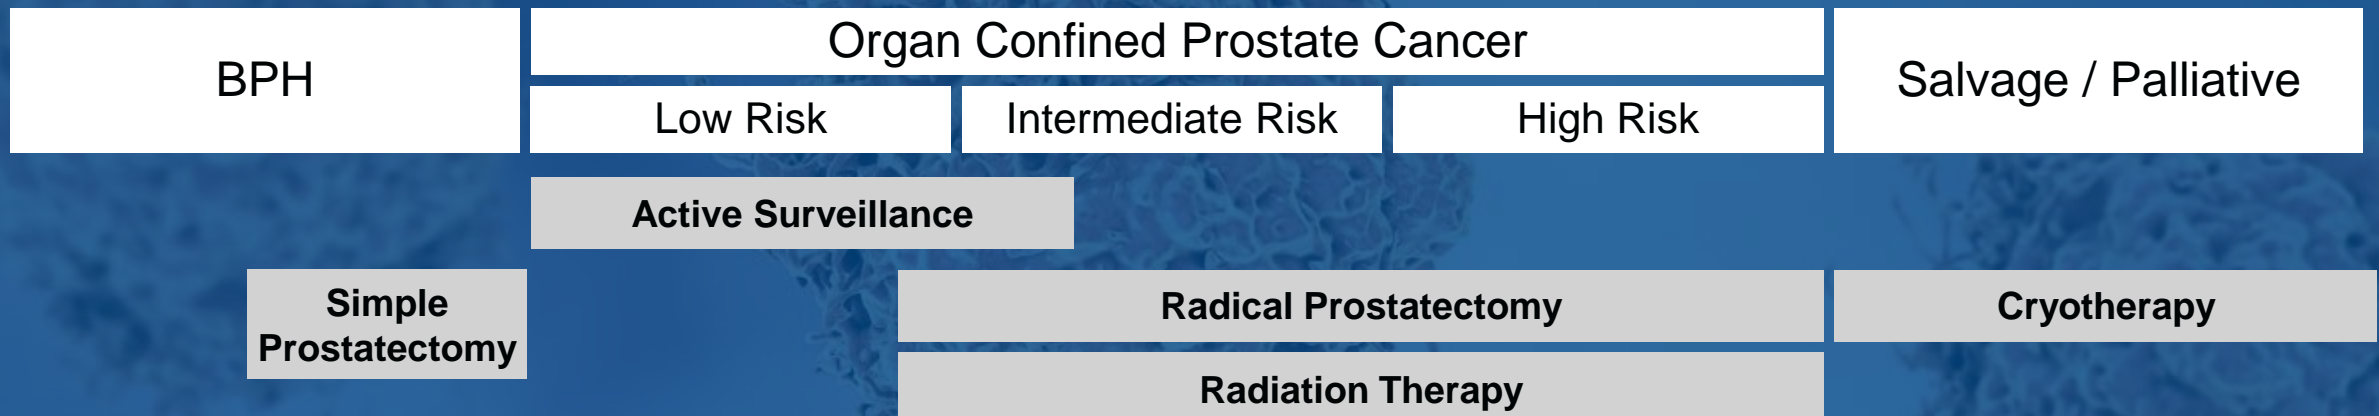 BPH
Organ Confined Prostate Cancer
Salvage / Palliative
Low Risk
Intermediate Risk
High Risk
Active Surveillance
Simple
Prostatectomy
Radical Prostatectomy
Cryotherapy
Radiation Therapy